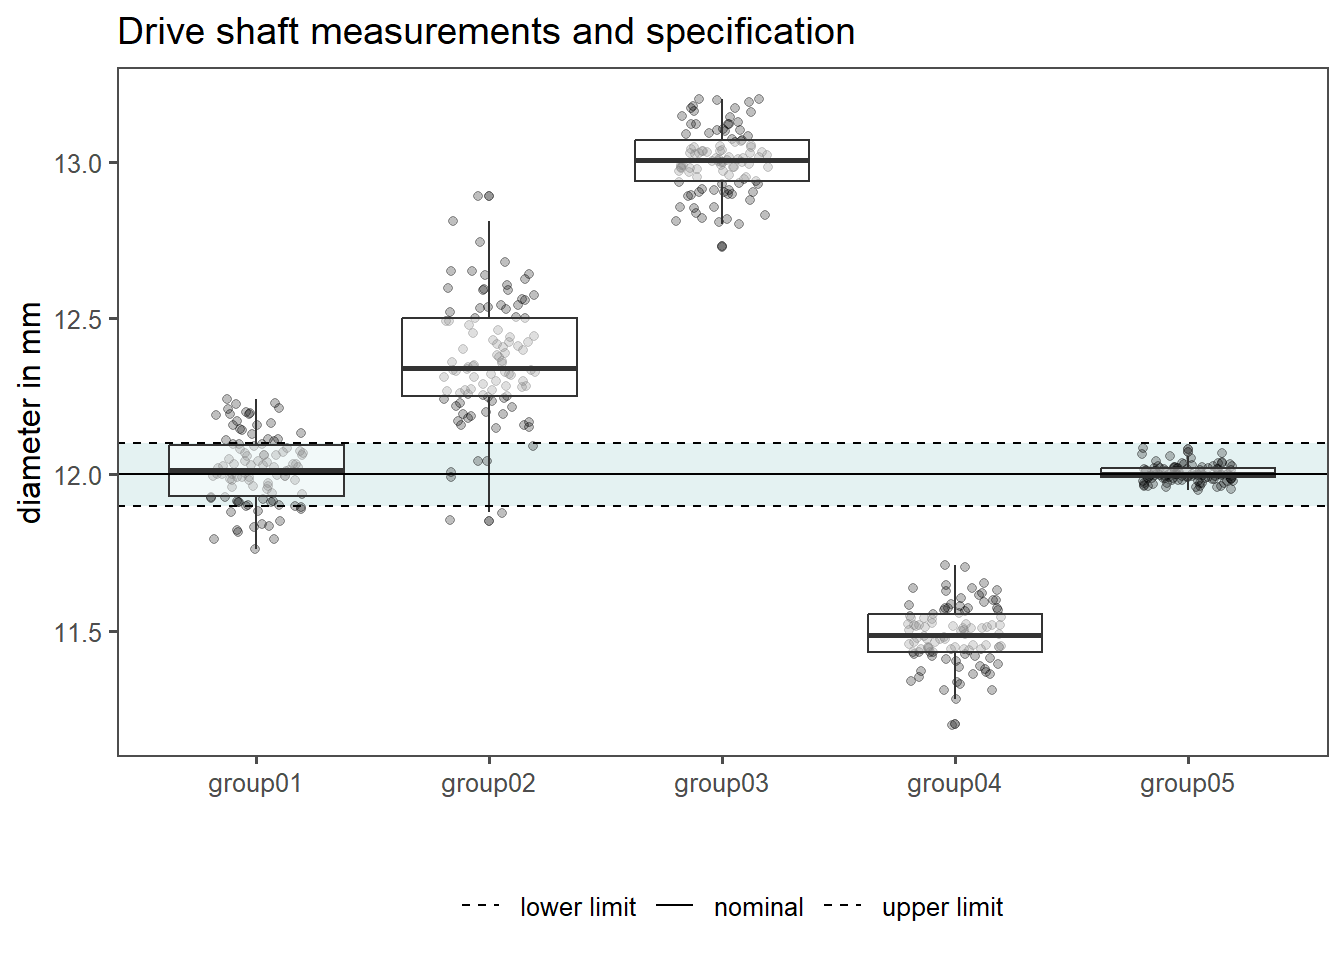 Drive shaft measurements and specification
diameter in mm
13.0
12.5
12.0
11.5
group01 group02 group03 group04 group05
lower limit nominal upper limit